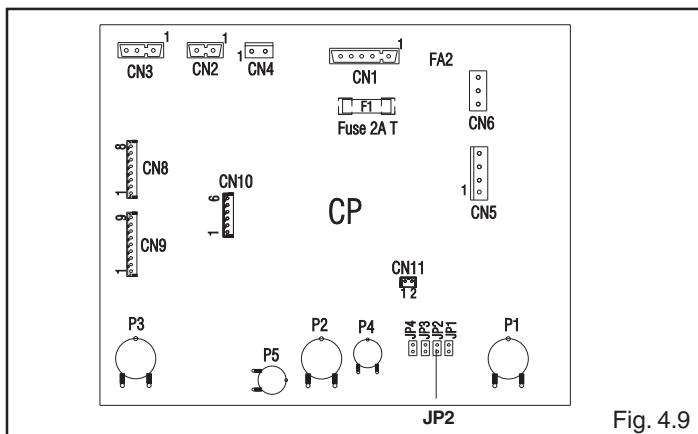 1 1 1 1
CN3 CN2 CN4 CN1 FA2
F1
Fuse 2A T
CN6
8
CN8
1
CN10
6
1
CP
1
CN5
9
CN9
1
CN11
1 2
P3 P5 P2 P4 JP4 JP3 JP2 JP1 P1
JP2
Fig. 4.9